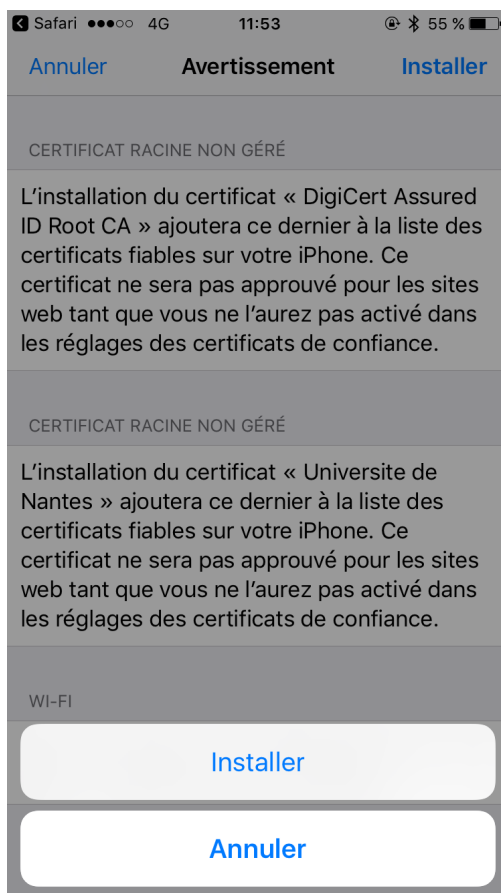 Safari 4G 11:53 55 %
Annuler Avertissement Installer
CERTIFICAT RACINE NON GÉRÉ
L’installation du certificat « DigiCert Assured
ID Root CA » ajoutera ce dernier à la liste des
certificats fiables sur votre iPhone. Ce
certificat ne sera pas approuvé pour les sites
web tant que vous ne l’aurez pas activé dans
les réglages des certificats de confiance.
CERTIFICAT RACINE NON GÉRÉ
L’installation du certificat « Universite de
Nantes » ajoutera ce dernier à la liste des
certificats fiables sur votre iPhone. Ce
certificat ne sera pas approuvé pour les sites
web tant que vous ne l’aurez pas activé dans
les réglages des certificats de confiance.
WI-FI
Installer
Annuler